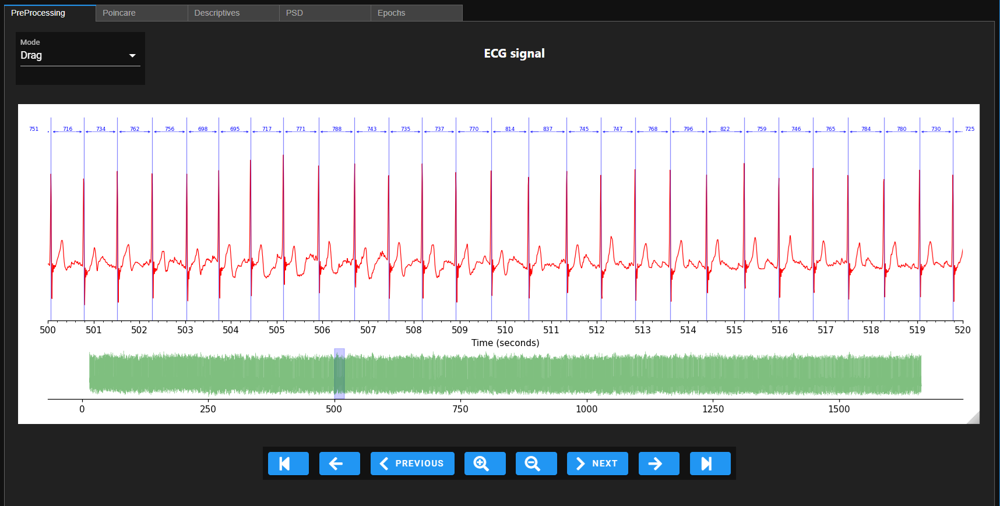 PreProcessing Poincare Descriptives PSD Epochs
Mode
Drag
ECG signal
751 716 734 762 756 698 695 717 771 788 743 735 737 770 814 837 745 747 768 796 822 759 746 765 784 780 730 725
500 501 502 503 504 505 506 507 508 509 510 511 512 513 514 515 516 517 518 519 520
Time (seconds)
0 250 500 750 1000 1250 1500
PREVIOUS NEXT